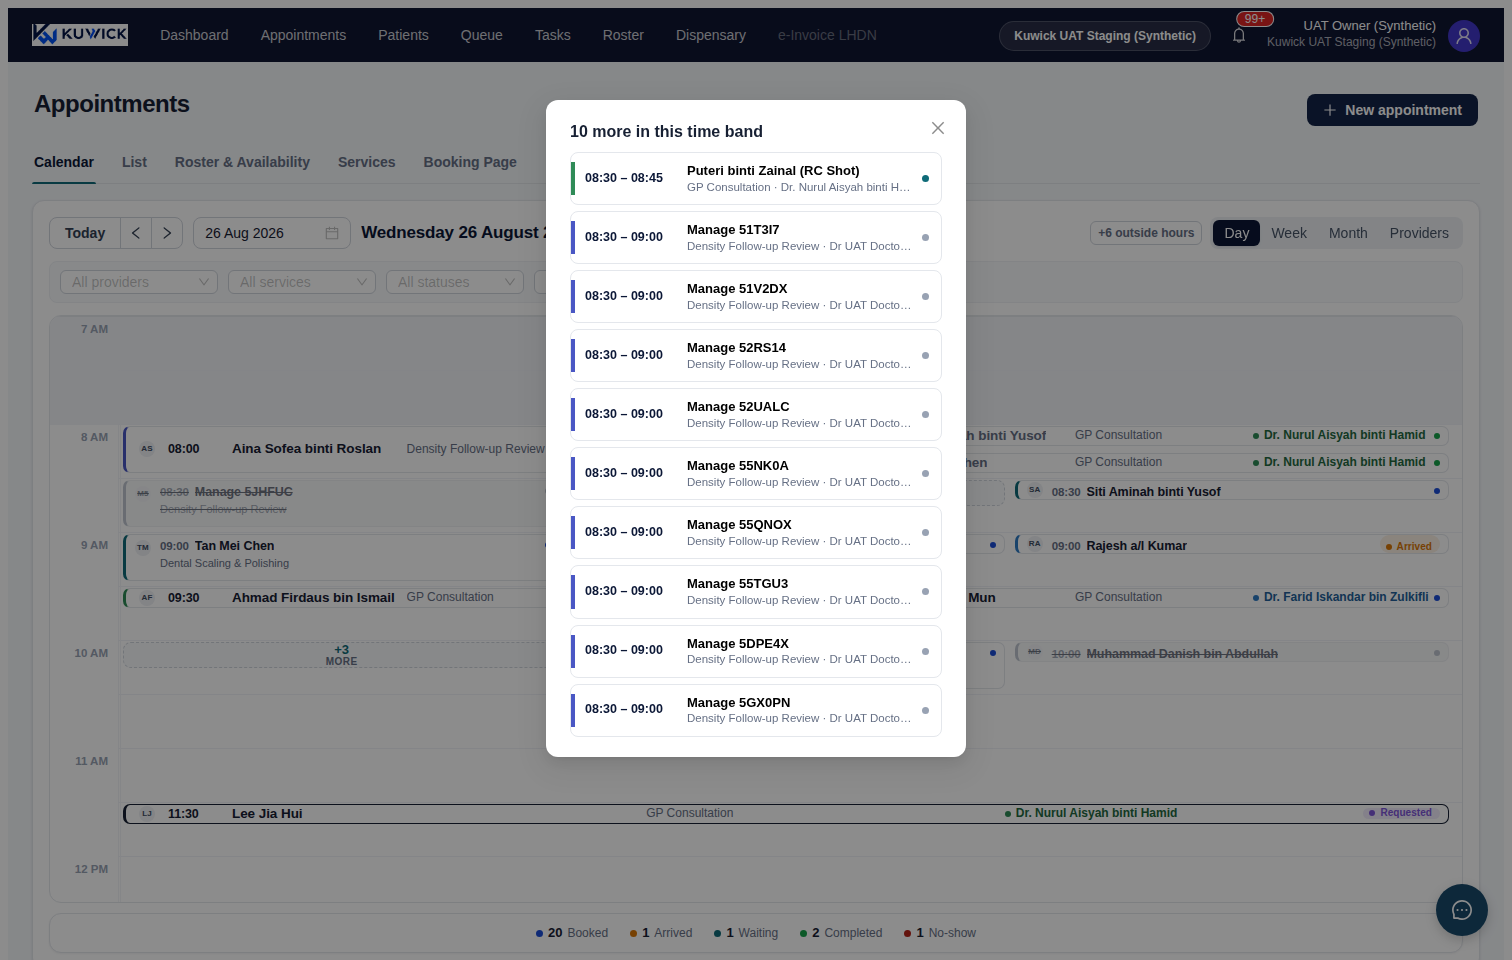 KUWICK
Dashboard
Appointments
Patients
Queue
Tasks
Roster
Dispensary
e-Invoice LHDN
Kuwick UAT Staging (Synthetic)
99+
UAT Owner (Synthetic)
Kuwick UAT Staging (Synthetic)
Appointments
New appointment
Calendar
List
Roster & Availability
Services
Booking Page
Today
26 Aug 2026
Wednesday 26 August 2
+6 outside hours
Day
Week
Month
Providers
All providers
All services
All statuses
10 more in this time band
08:30 – 08:45
Puteri binti Zainal (RC Shot)
GP Consultation · Dr. Nurul Aisyah binti H…
08:30 – 09:00
Manage 51T3I7
Density Follow-up Review · Dr UAT Docto…
08:30 – 09:00
Manage 51V2DX
Density Follow-up Review · Dr UAT Docto…
08:30 – 09:00
Manage 52RS14
Density Follow-up Review · Dr UAT Docto…
08:30 – 09:00
Manage 52UALC
Density Follow-up Review · Dr UAT Docto…
08:30 – 09:00
Manage 55NK0A
Density Follow-up Review · Dr UAT Docto…
08:30 – 09:00
Manage 55QNOX
Density Follow-up Review · Dr UAT Docto…
08:30 – 09:00
Manage 55TGU3
Density Follow-up Review · Dr UAT Docto…
08:30 – 09:00
Manage 5DPE4X
Density Follow-up Review · Dr UAT Docto…
08:30 – 09:00
Manage 5GX0PN
Density Follow-up Review · Dr UAT Docto…
7 AM
8 AM
AS 08:00 Aina Sofea binti Roslan Density Follow-up Review
h binti Yusof GP Consultation Dr. Nurul Aisyah binti Hamid
hen GP Consultation Dr. Nurul Aisyah binti Hamid
MS 08:30 Manage 5JHFUC
Density Follow-up Review
SA 08:30 Siti Aminah binti Yusof
9 AM
TM 09:00 Tan Mei Chen
Dental Scaling & Polishing
RA 09:00 Rajesh a/l Kumar Arrived
AF 09:30 Ahmad Firdaus bin Ismail GP Consultation
Mun GP Consultation Dr. Farid Iskandar bin Zulkifli
10 AM
+3
MORE
MD 10:00 Muhammad Danish bin Abdullah
11 AM
LJ 11:30 Lee Jia Hui GP Consultation Dr. Nurul Aisyah binti Hamid Requested
12 PM
20 Booked
1 Arrived
1 Waiting
2 Completed
1 No-show